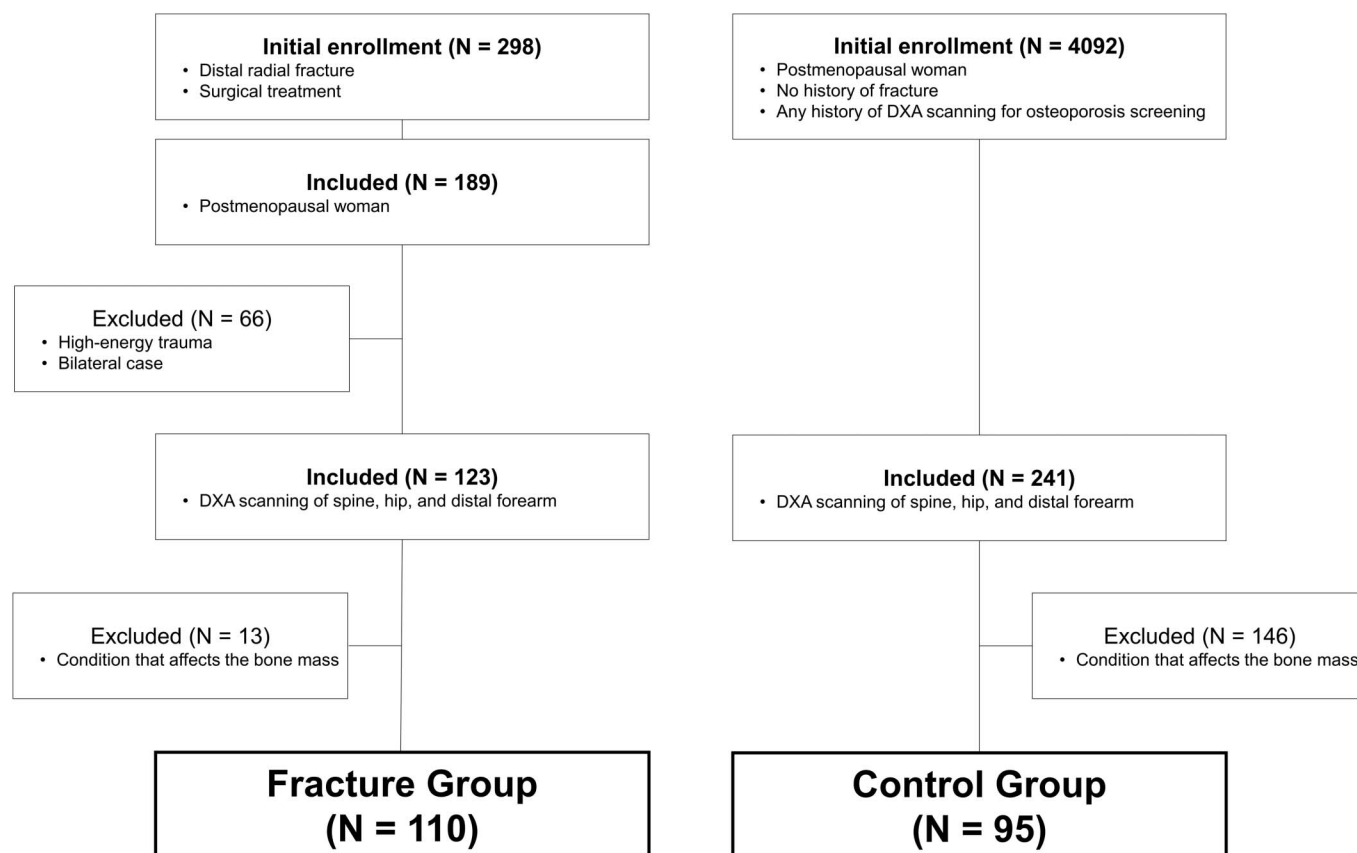 Initial enrollment (N = 298)
• Distal radial fracture
• Surgical treatment
Initial enrollment (N = 4092)
• Postmenopausal woman
• No history of fracture
• Any history of DXA scanning for osteoporosis screening
Included (N = 189)
• Postmenopausal woman
Excluded (N = 66)
• High-energy trauma
• Bilateral case
Included (N = 123)
• DXA scanning of spine, hip, and distal forearm
Included (N = 241)
• DXA scanning of spine, hip, and distal forearm
Excluded (N = 13)
• Condition that affects the bone mass
Excluded (N = 146)
• Condition that affects the bone mass
Fracture Group
(N = 110)
Control Group
(N = 95)